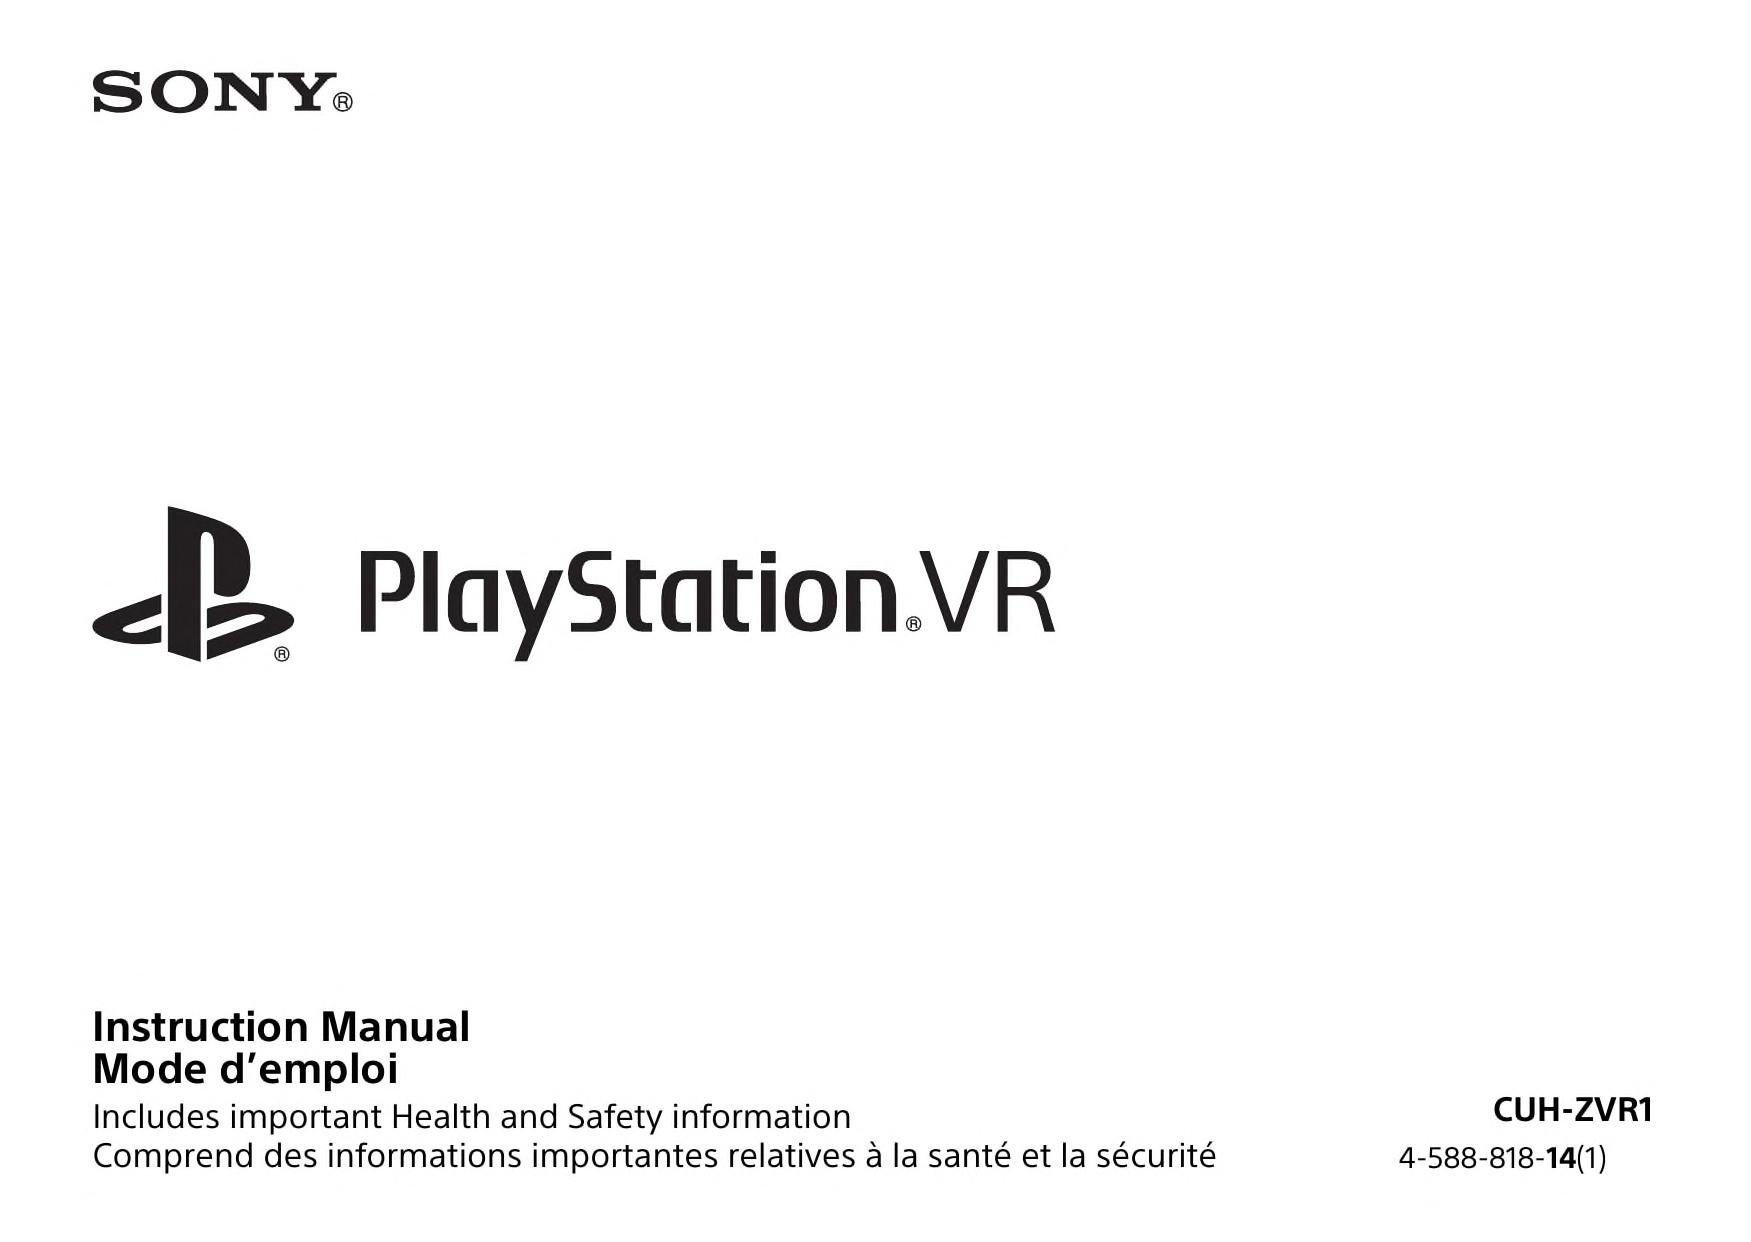 SONY®
® PlayStation®VR
Instruction Manual
Mode d’emploi
Includes important Health and Safety information
Comprend des informations importantes relatives à la santé et la sécurité
CUH-ZVR1
4-588-818-14(1)